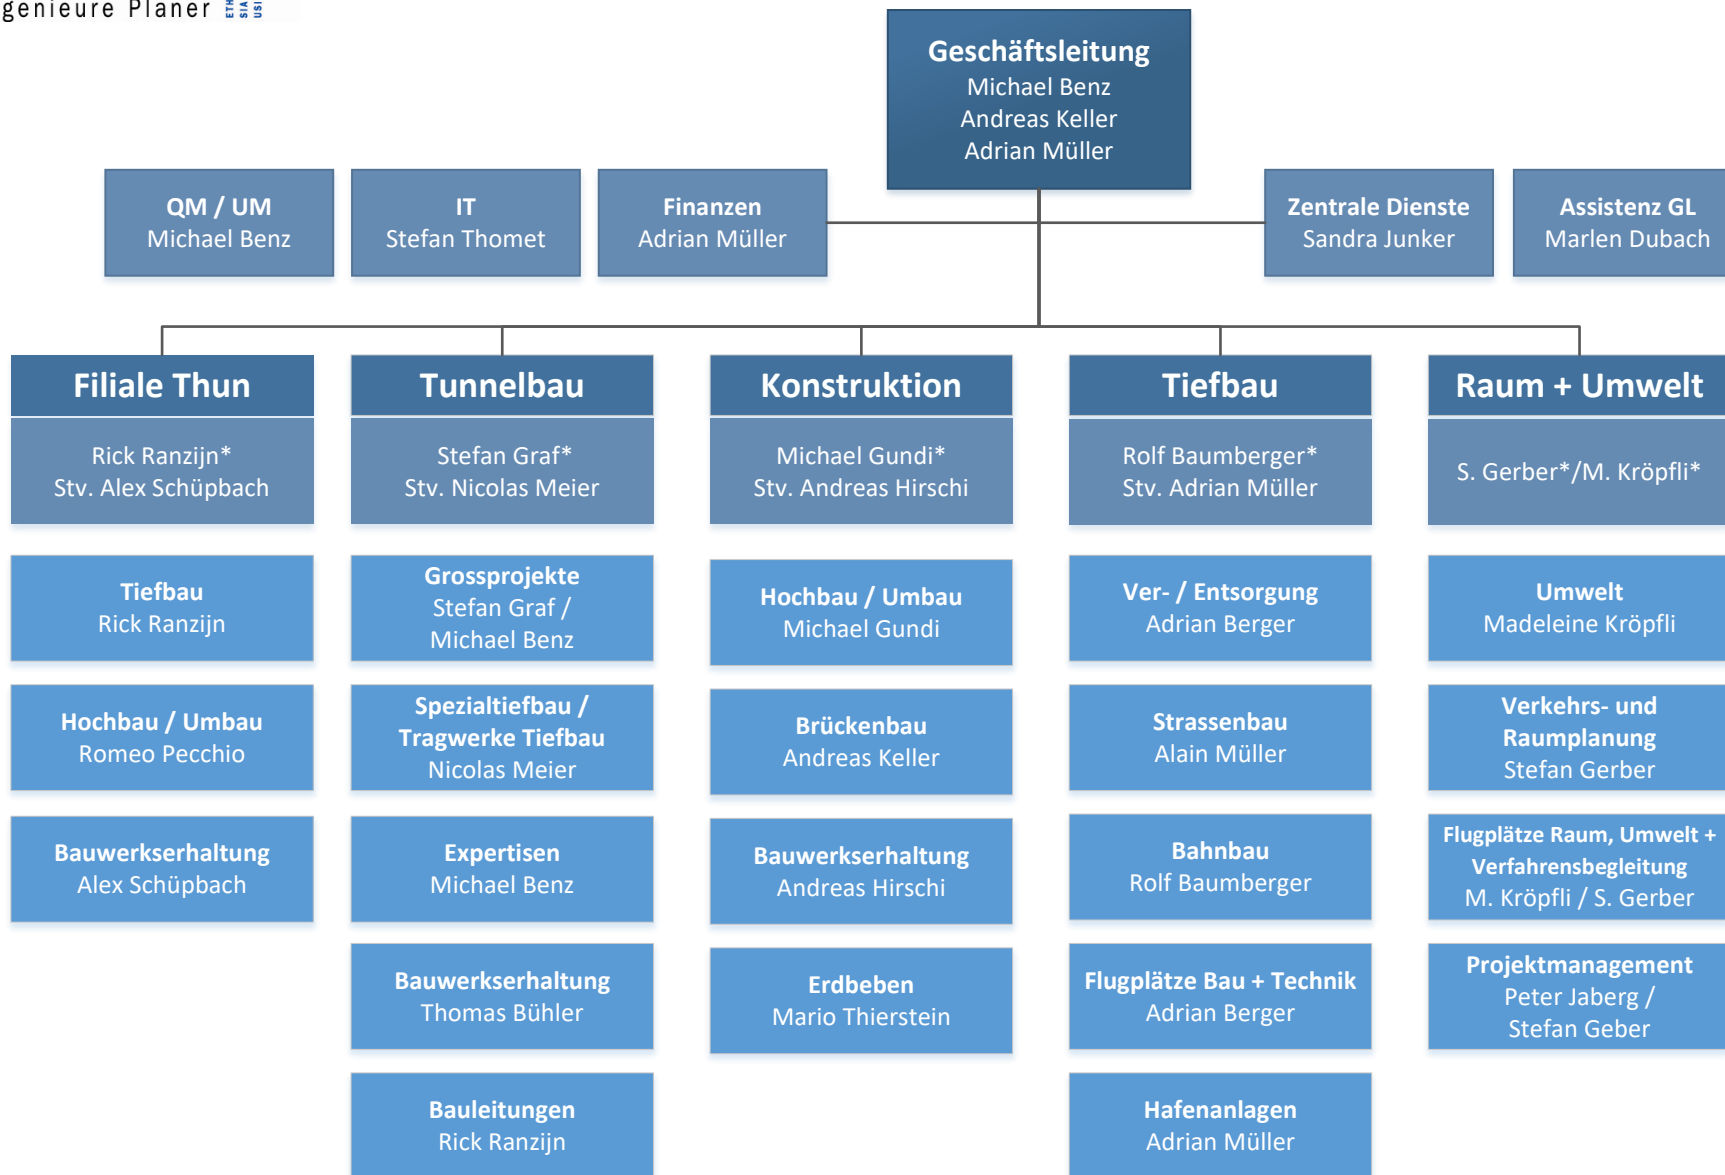 genieure Planer
ETH
SIA
USI
Geschäftsleitung
Michael Benz
Andreas Keller
Adrian Müller
QM / UM
Michael Benz
IT
Stefan Thomet
Finanzen
Adrian Müller
Zentrale Dienste
Sandra Junker
Assistenz GL
Marlen Dubach
Filiale Thun
Rick Ranzijn*
Stv. Alex Schüpbach
Tiefbau
Rick Ranzijn
Hochbau / Umbau
Romeo Pecchio
Bauwerkserhaltung
Alex Schüpbach
Tunnelbau
Stefan Graf*
Stv. Nicolas Meier
Grossprojekte
Stefan Graf /
Michael Benz
Spezialtiefbau /
Tragwerke Tiefbau
Nicolas Meier
Expertisen
Michael Benz
Bauwerkserhaltung
Thomas Bühler
Bauleitungen
Rick Ranzijn
Konstruktion
Michael Gundi*
Stv. Andreas Hirschi
Hochbau / Umbau
Michael Gundi
Brückenbau
Andreas Keller
Bauwerkserhaltung
Andreas Hirschi
Erdbeben
Mario Thierstein
Tiefbau
Rolf Baumberger*
Stv. Adrian Müller
Ver- / Entsorgung
Adrian Berger
Strassenbau
Alain Müller
Bahnbau
Rolf Baumberger
Flugplätze Bau + Technik
Adrian Berger
Hafenanlagen
Adrian Müller
Raum + Umwelt
S. Gerber*/M. Kröpfli*
Umwelt
Madeleine Kröpfli
Verkehrs- und
Raumplanung
Stefan Gerber
Flugplätze Raum, Umwelt +
Verfahrensbegleitung
M. Kröpfli / S. Gerber
Projektmanagement
Peter Jaberg /
Stefan Geber